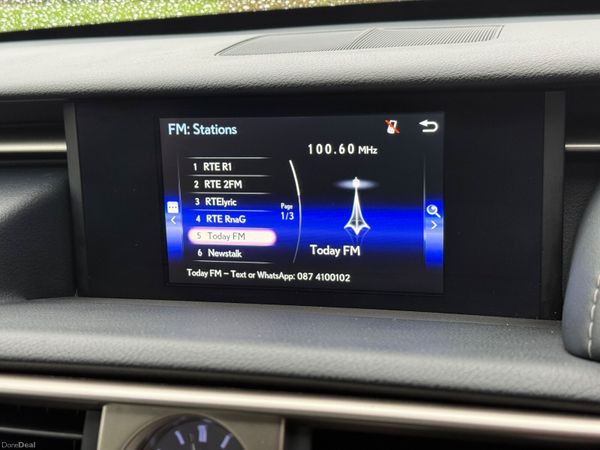 FM: Stations
100.60 MHz
1 RTE R1
2 RTE 2FM
3 RTElyric
4 RTE RnaG
5 Today FM
6 Newstalk
Page
1/3
Today FM
Today FM – Text or WhatsApp: 087 4100102
DoneDeal